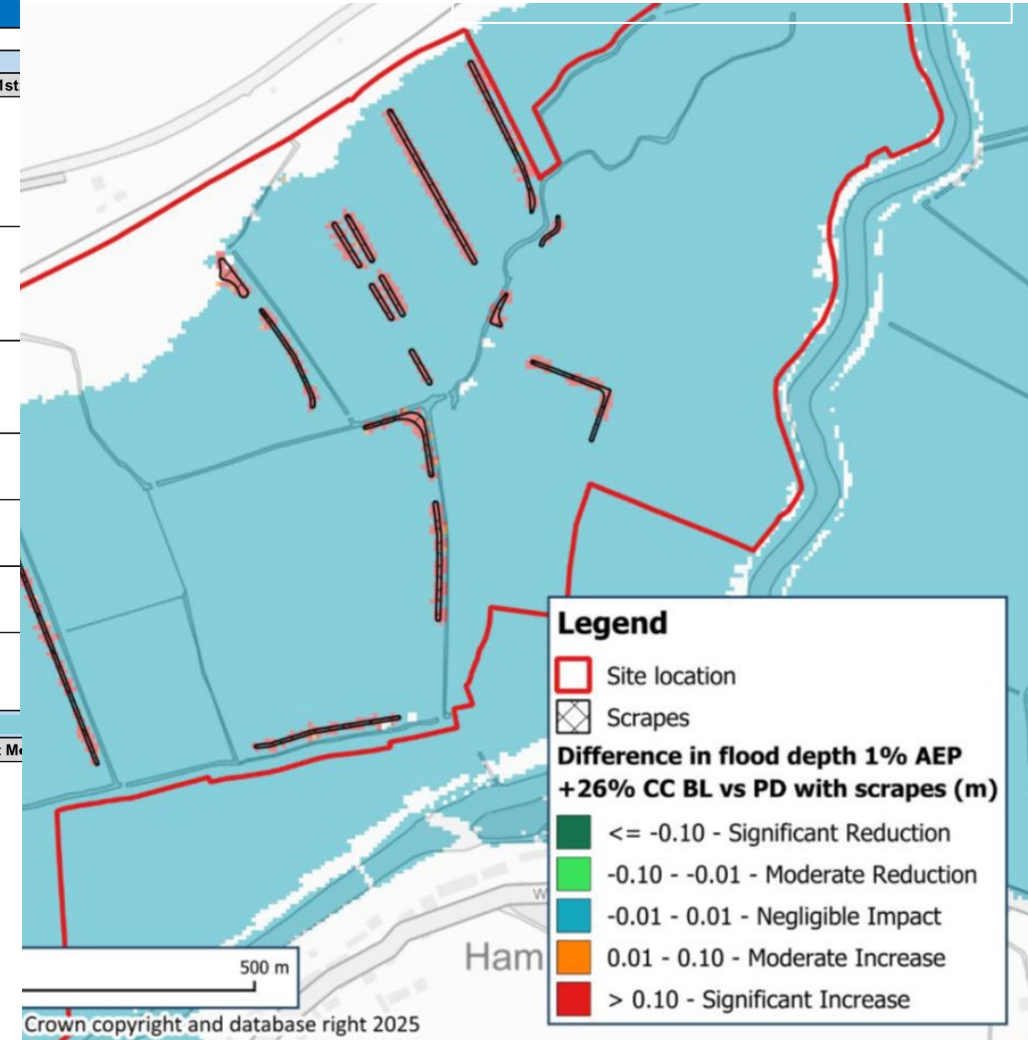 1st
Legend
Site location
Scrapes
Difference in flood depth 1% AEP
+26% CC BL vs PD with scrapes (m)
<= -0.10 - Significant Reduction
-0.10 - -0.01 - Moderate Reduction
-0.01 - 0.01 - Negligible Impact
0.01 - 0.10 - Moderate Increase
> 0.10 - Significant Increase
W
Ham
500 m
Crown copyright and database right 2025